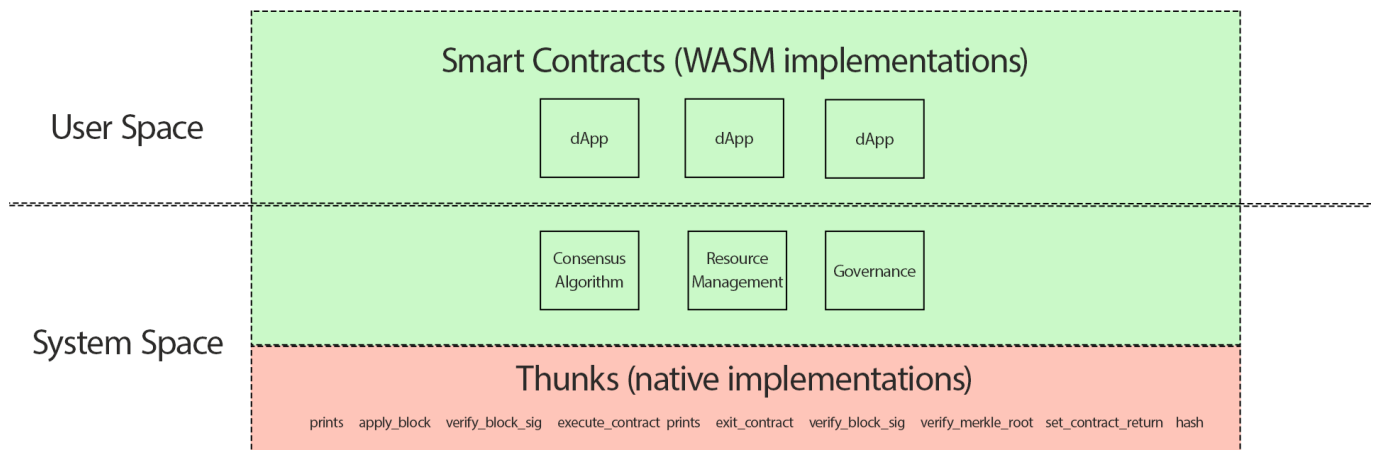 Smart Contracts (WASM implementations)
User Space
dApp
dApp
dApp
System Space
Consensus
Algorithm
Resource
Management
Governance
Thunks (native implementations)
prints apply_block verify_block_sig execute_contract prints exit_contract verify_block_sig verify_merkle_root set_contract_return hash